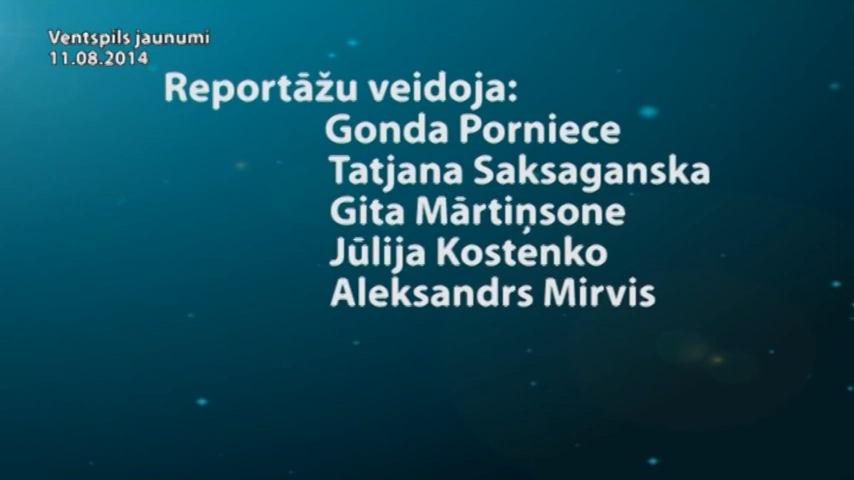 Ventspils jaunumi
11.08.2014
Reportāžu veidoja:
Gonda Porniece
Tatjana Saksaganska
Gita Mārtiņsone
Jūlija Kostenko
Aleksandrs Mirvis